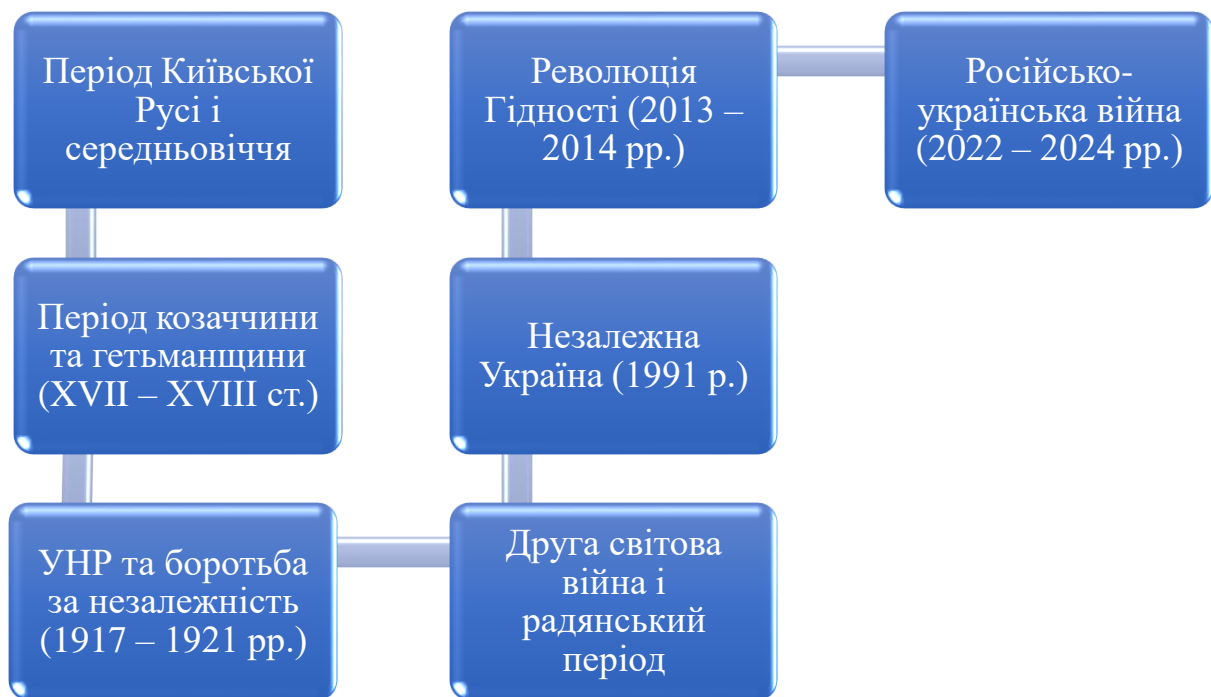 Період Київської
Русі і
середньовіччя
Період козаччини
та гетьманщини
(XVII – XVIII ст.)
УНР та боротьба
за незалежність
(1917 – 1921 рр.)
Друга світова
війна і
радянський
період
Незалежна
Україна (1991 р.)
Революція
Гідності (2013 –
2014 рр.)
Російсько-
українська війна
(2022 – 2024 рр.)